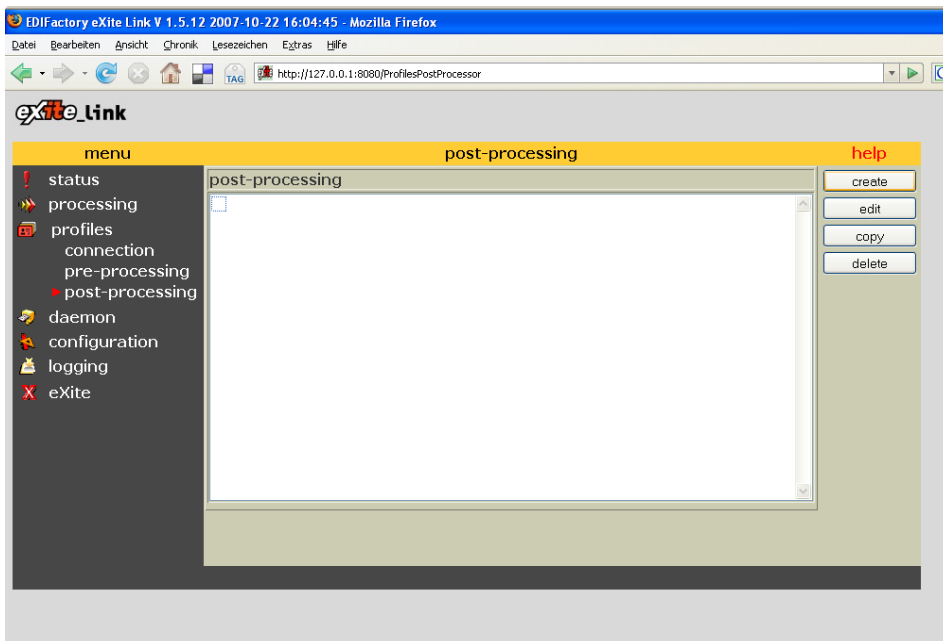 EDIFactory eXite Link V 1.5.12 2007-10-22 16:04:45 - Mozilla Firefox
Datei Bearbeiten Ansicht Chronik Lesezeichen Extras Hilfe
TAG http://127.0.0.1:8080/ProfilesPostProcessor
eXite_Link
menu post-processing help
status
processing
profiles
connection
pre-processing
post-processing
daemon
configuration
logging
eXite
post-processing
create
edit
copy
delete